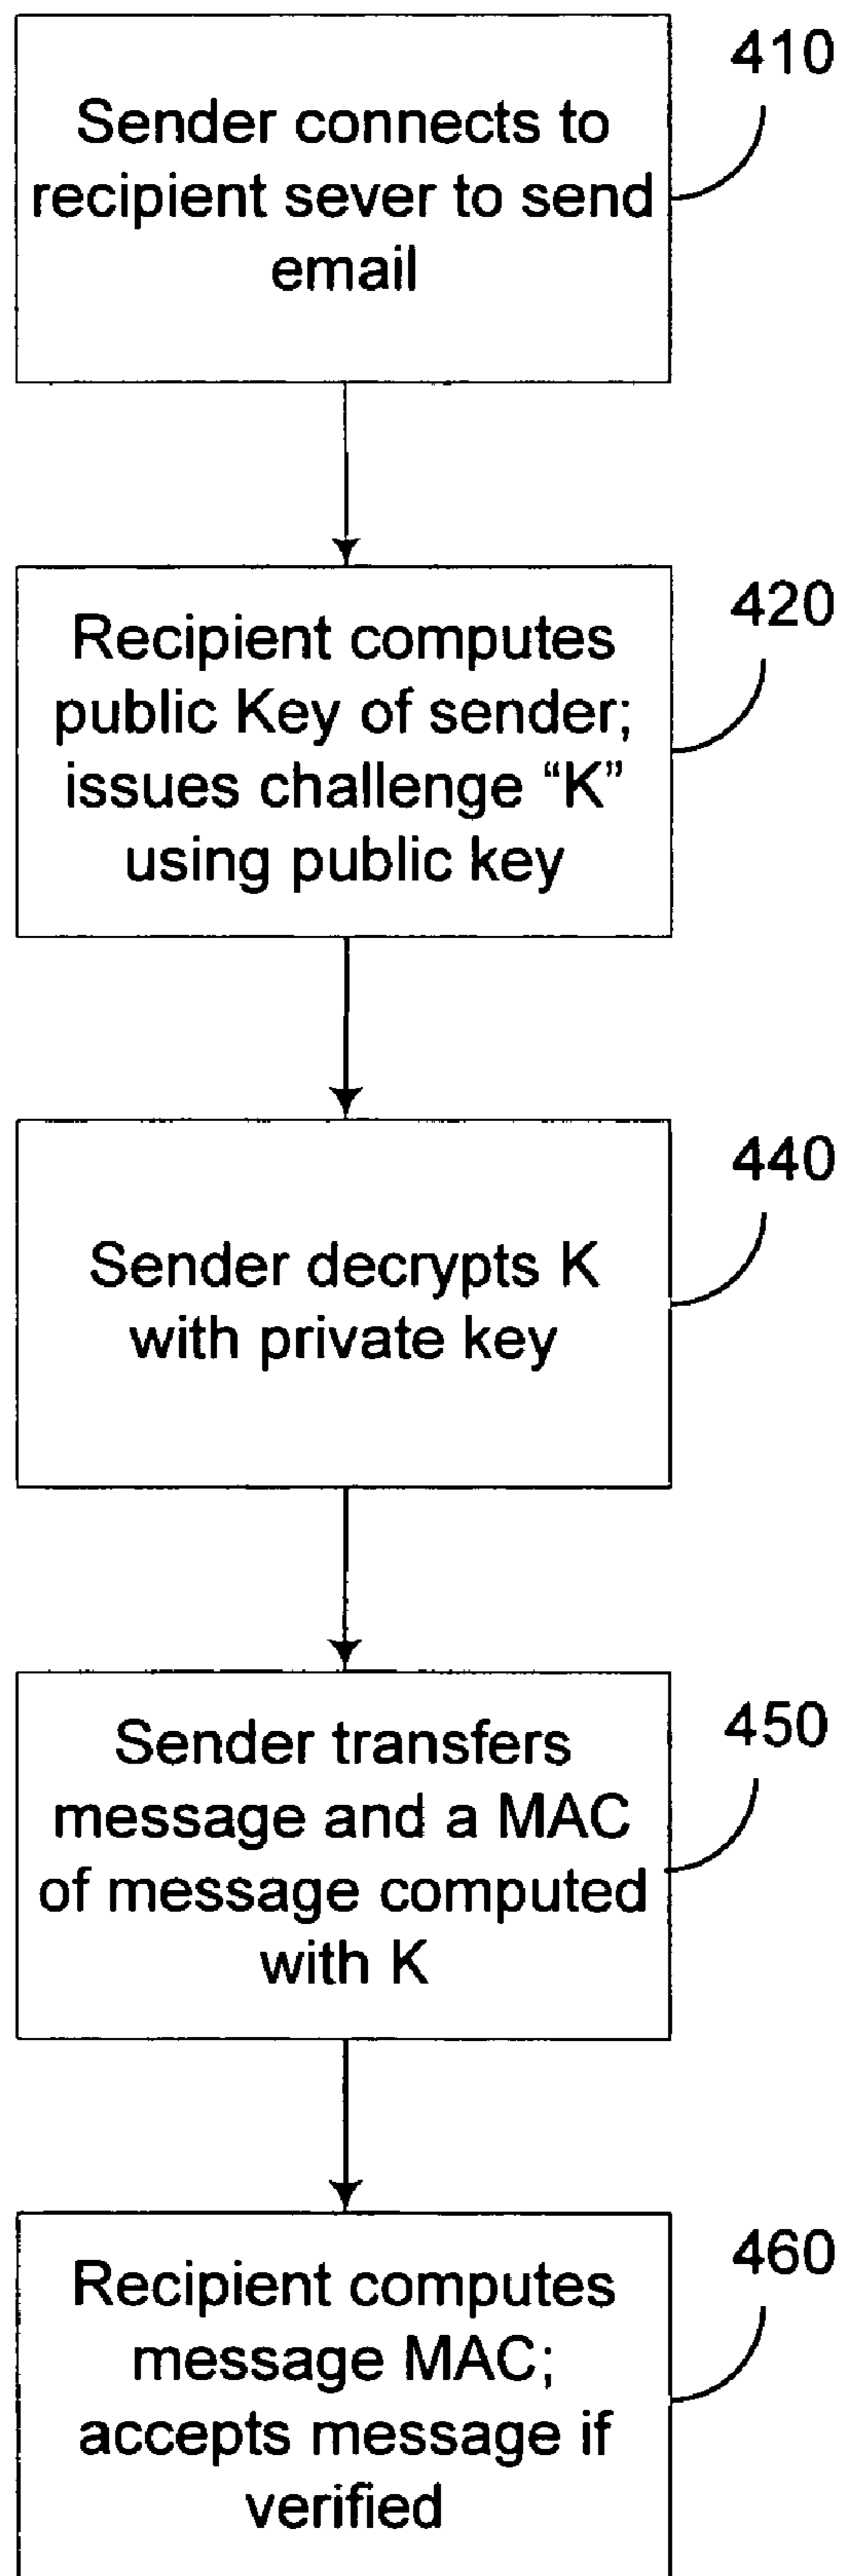 410
Sender connects to
recipient sever to send
email
420
Recipient computes
public Key of sender;
issues challenge “K”
using public key
440
Sender decrypts K
with private key
450
Sender transfers
message and a MAC
of message computed
with K
460
Recipient computes
message MAC;
accepts message if
verified